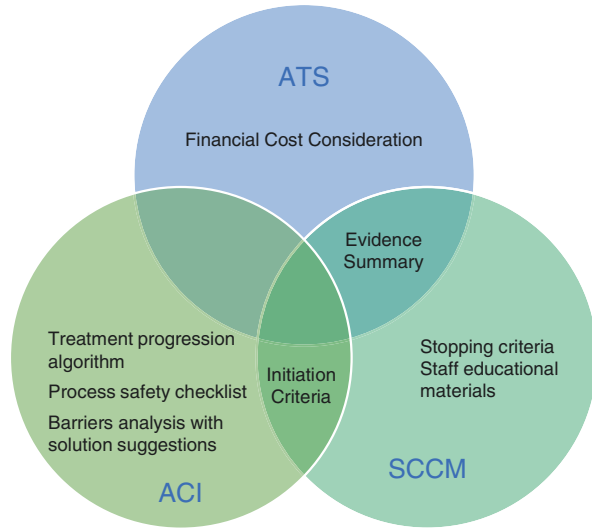 ATS
Financial Cost Consideration
Evidence
Summary
Treatment progression
algorithm
Process safety checklist
Barriers analysis with
solution suggestions
Initiation
Criteria
Stopping criteria
Staff educational
materials
ACI
SCCM